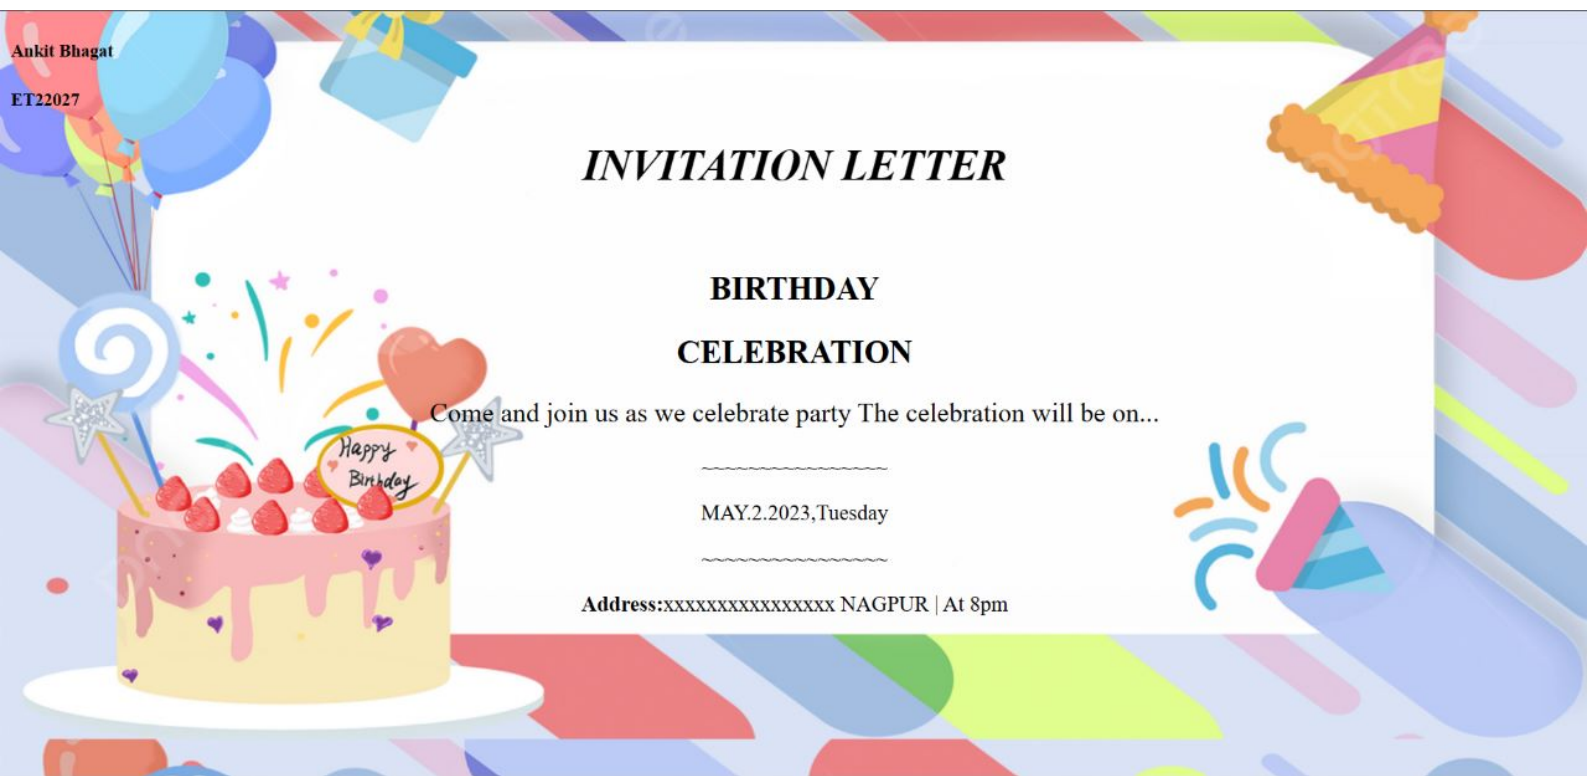 Ankit Bhagat
ET22027
INVITATION LETTER
BIRTHDAY
CELEBRATION
Come and join us as we celebrate party The celebration will be on...
~~~~~~~~~~~~~~~~
MAY.2.2023,Tuesday
~~~~~~~~~~~~~~~~
Address:xxxxxxxxxxxxxxxx NAGPUR | At 8pm
Happy
Birthday